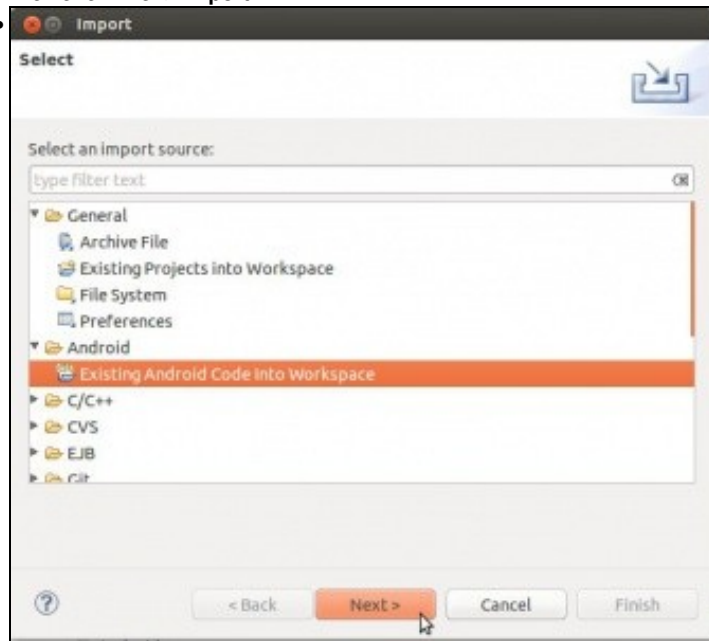 Import
Select
Select an import source:
type filter text
General
Archive File
Existing Projects into Workspace
File System
Preferences
Android
Existing Android Code Into Workspace
C/C++
CVS
EJB
Git
?
< Back
Next >
Cancel
Finish